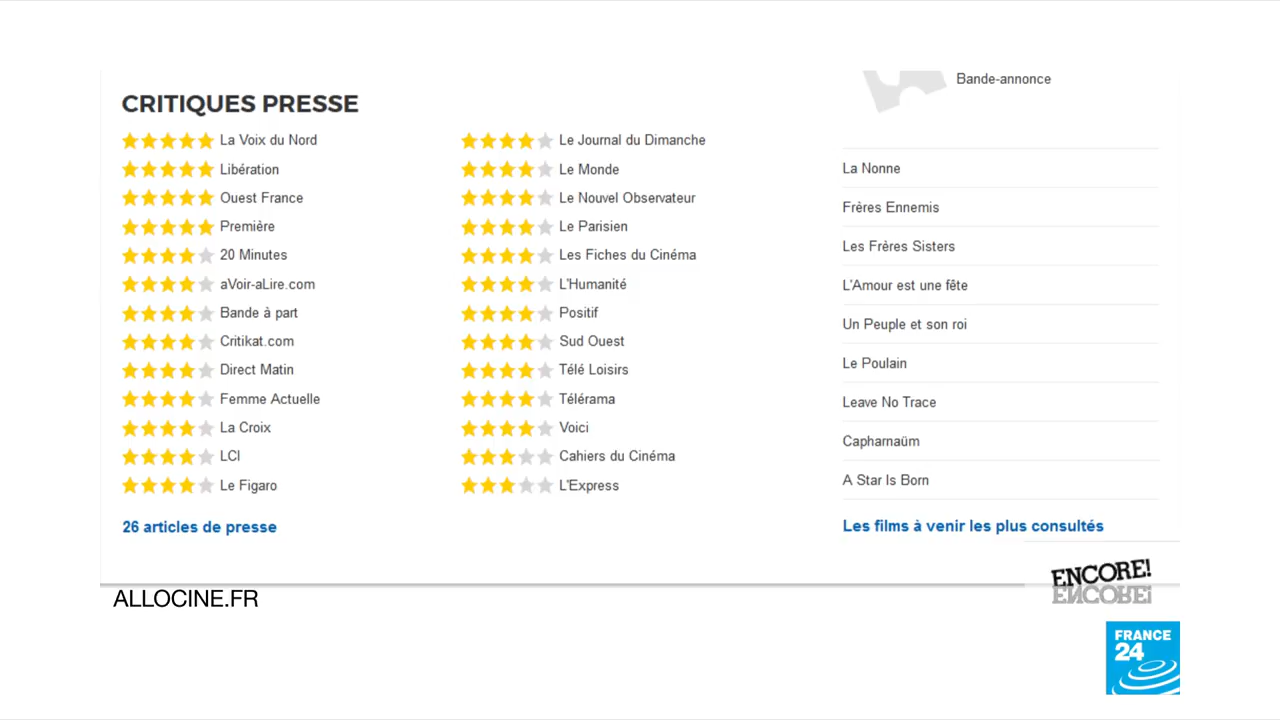 Bande-annonce
CRITIQUES PRESSE
La Voix du Nord
Libération
Ouest France
Première
20 Minutes
aVoir-aLire.com
Bande à part
Critikat.com
Direct Matin
Femme Actuelle
La Croix
LCI
Le Figaro
26 articles de presse
Le Journal du Dimanche
Le Monde
Le Nouvel Observateur
Le Parisien
Les Fiches du Cinéma
L'Humanité
Positif
Sud Ouest
Télé Loisirs
Télérama
Voici
Cahiers du Cinéma
L'Express
La Nonne
Frères Ennemis
Les Frères Sisters
L'Amour est une fête
Un Peuple et son roi
Le Poulain
Leave No Trace
Capharnaüm
A Star Is Born
Les films à venir les plus consultés
ALLOCINE.FR
ENCORE!
FRANCE
24